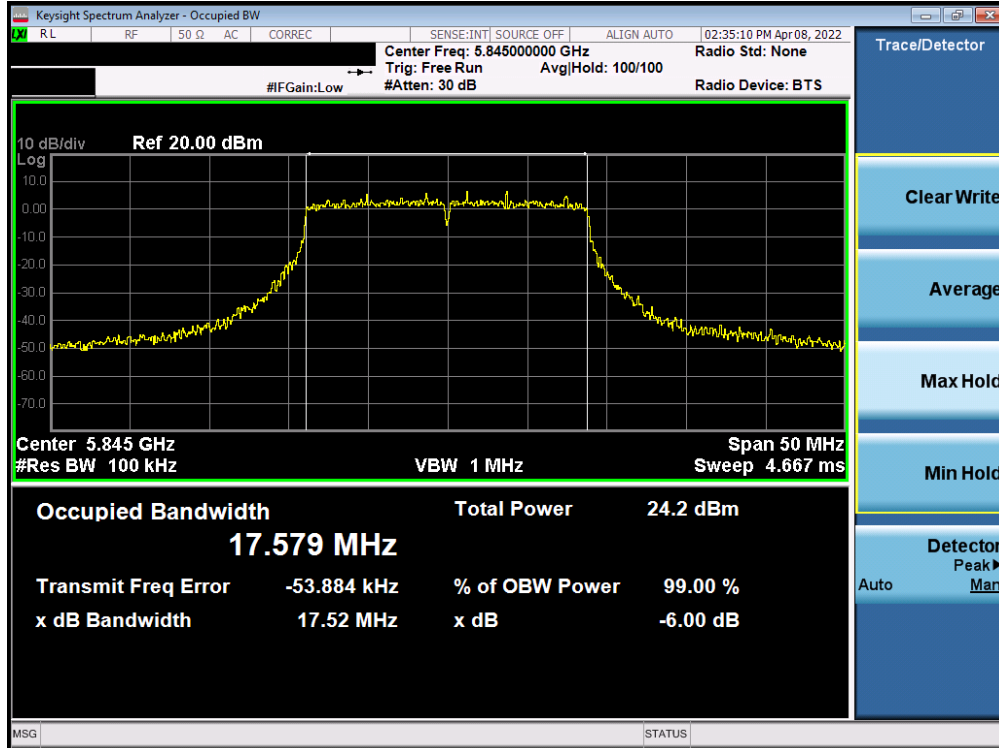 Keysight Spectrum Analyzer - Occupied BW
LXI RL RF 50 Ω AC CORREC SENSE:INT SOURCE OFF ALIGN AUTO 02:35:10 PM Apr 08, 2022
Center Freq: 5.845000000 GHz Radio Std: None
Trig: Free Run Avg|Hold: 100/100
#IFGain:Low #Atten: 30 dB Radio Device: BTS
Trace/Detector
10 dB/div Ref 20.00 dBm
Log
10.0
0.00
-10.0
-20.0
-30.0
-40.0
-50.0
-60.0
-70.0
Center 5.845 GHz Span 50 MHz
#Res BW 100 kHz VBW 1 MHz Sweep 4.667 ms
Occupied Bandwidth Total Power 24.2 dBm
17.579 MHz
Transmit Freq Error -53.884 kHz % of OBW Power 99.00 %
x dB Bandwidth 17.52 MHz x dB -6.00 dB
Clear Write
Average
Max Hold
Min Hold
Detector
Peak▶
Auto Man
MSG STATUS